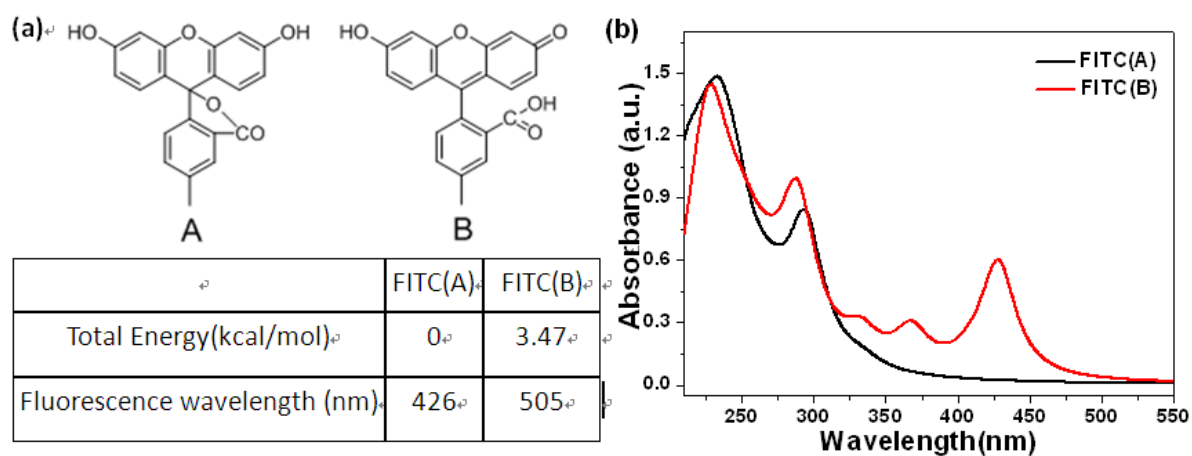 (a)
HO O OH
O
CO
A
HO O O
OH
C
O
B
FITC(A) FITC(B)
Total Energy(kcal/mol) 0 3.47
Fluorescence wavelength (nm) 426 505
(b)
FITC(A)
FITC(B)
Absorbance (a.u.)
1.5
1.2
0.9
0.6
0.3
0.0
250 300 350 400 450 500 550
Wavelength(nm)